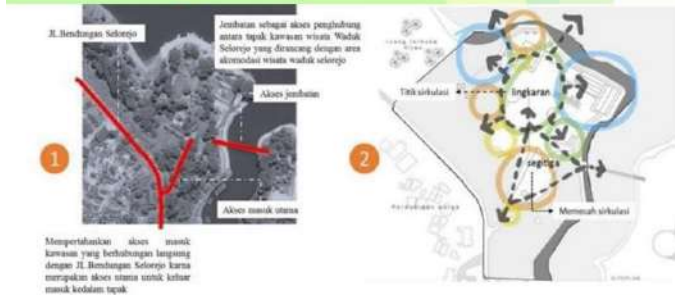 JL.Bendungan Selorejo
Jembatan sebagai akses penghubung
antara tapak kawasan wisata Waduk
Selorejo yang dirancang dengan area
akomodasi wisata waduk selorejo
Akses jembatan
1
Akses masuk utama
Mempertahankan akses masuk
kawasan yang berhubungan langsung
dengan JL.Bendungan Selorejo karna
merupakan akses utama untuk keluar
masuk kedalam tapak
Titik sirkulasi
lingkaran
2
segitiga
Memecah sirkulasi